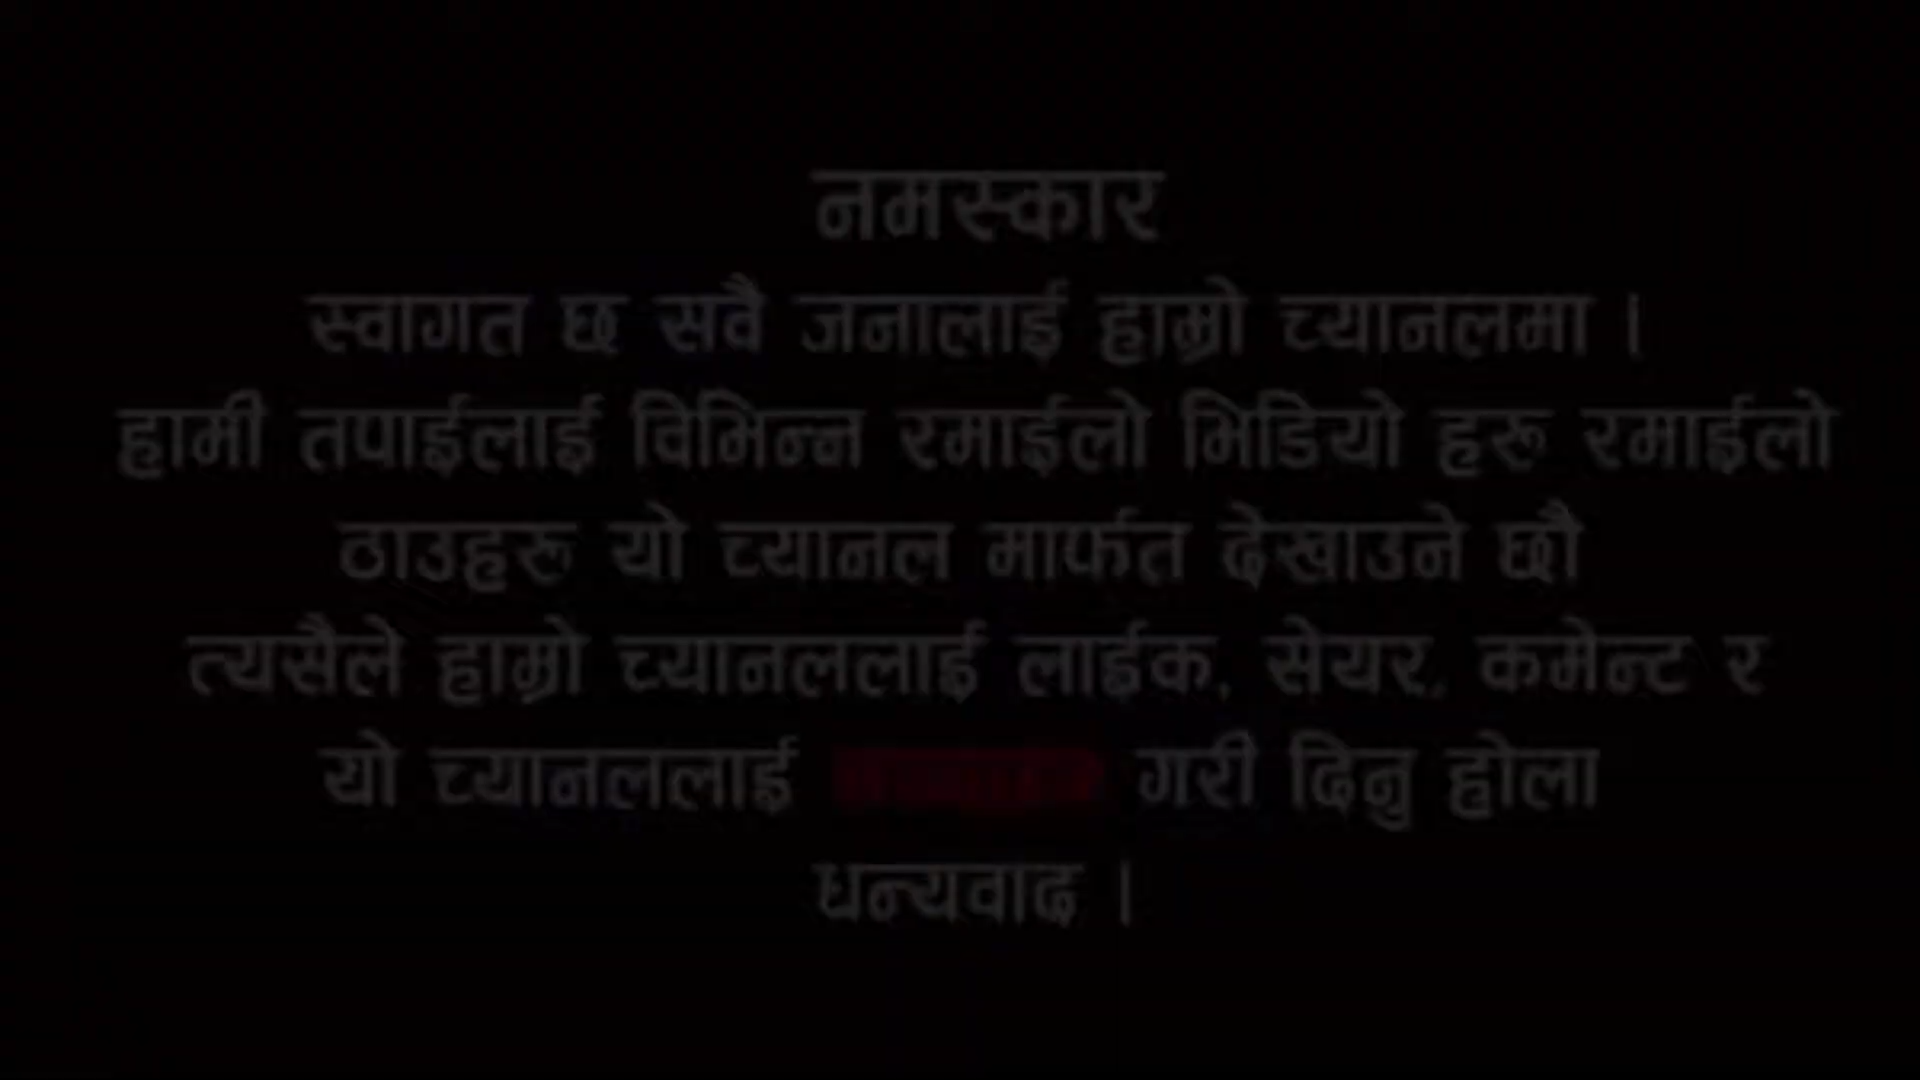 नमस्कार
स्वागत छ सवै जनालाई हाम्रो च्यानलमा ।
हामी तपाईलाई विभिन्न रमाईलो भिडियो हरू रमाईलो
ठाउहरू यो च्यानल मार्फत देखाउने छौ
त्यसैले हाम्रो च्यानललाई लाईक, सेयर, कमेन्ट र
यो च्यानललाई गरी दिनु होला
धन्यवाद ।